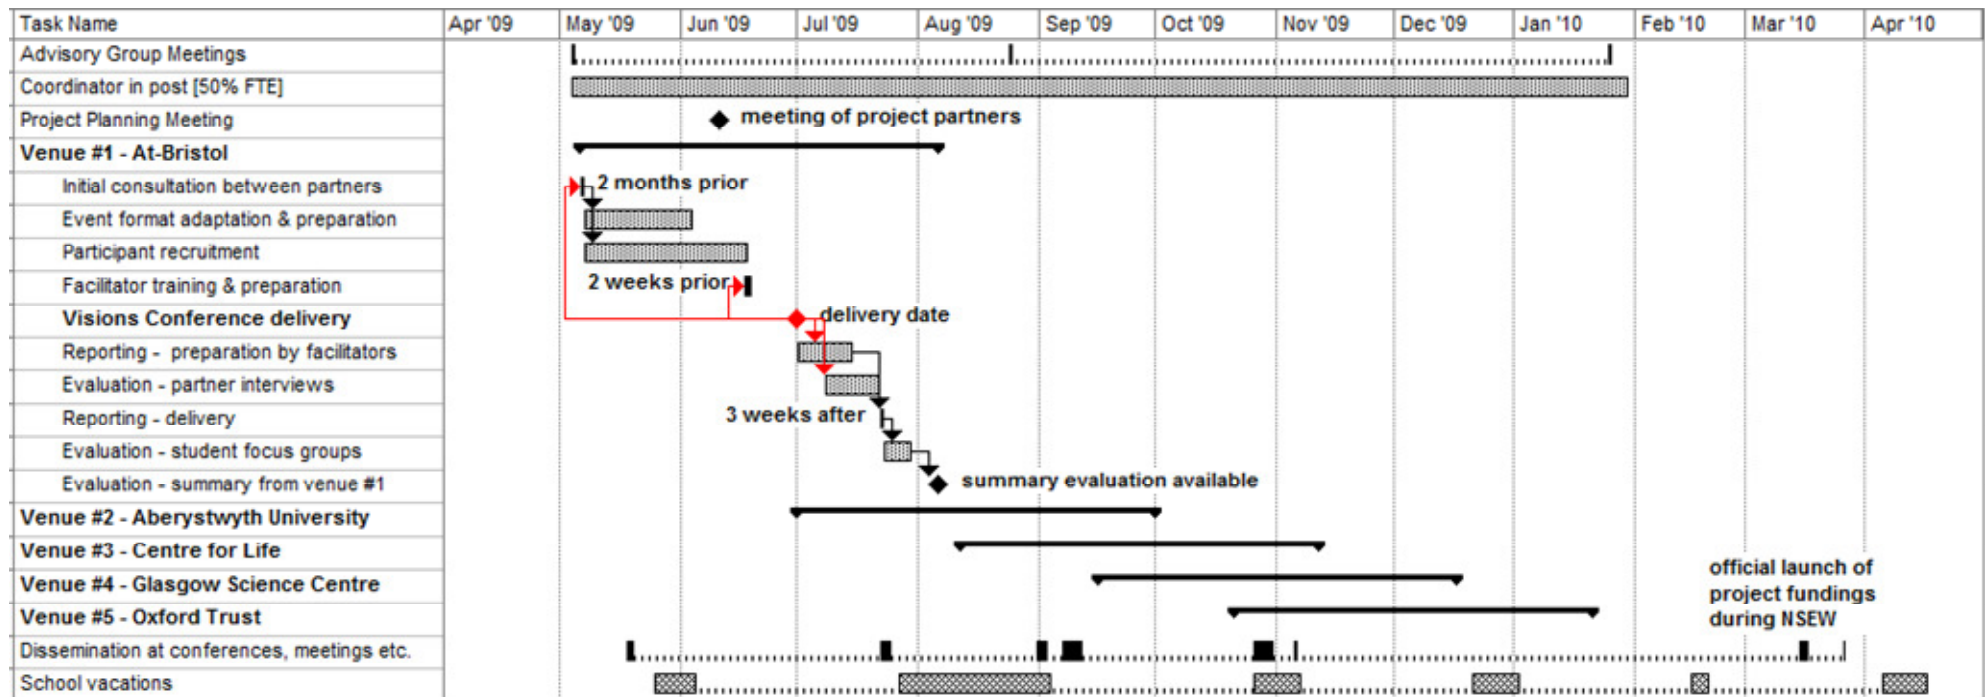 Task Name Apr '09 May '09 Jun '09 Jul '09 Aug '09 Sep '09 Oct '09 Nov '09 Dec '09 Jan '10 Feb '10 Mar '10 Apr '10
Advisory Group Meetings
Coordinator in post [50% FTE]
Project Planning Meeting meeting of project partners
Venue #1 - At-Bristol
Initial consultation between partners 2 months prior
Event format adaptation & preparation
Participant recruitment
Facilitator training & preparation 2 weeks prior
Visions Conference delivery delivery date
Reporting - preparation by facilitators
Evaluation - partner interviews
Reporting - delivery 3 weeks after
Evaluation - student focus groups
Evaluation - summary from venue #1 summary evaluation available
Venue #2 - Aberystwyth University
Venue #3 - Centre for Life
Venue #4 - Glasgow Science Centre
Venue #5 - Oxford Trust
official launch of
project fundings
during NSEW
Dissemination at conferences, meetings etc.
School vacations